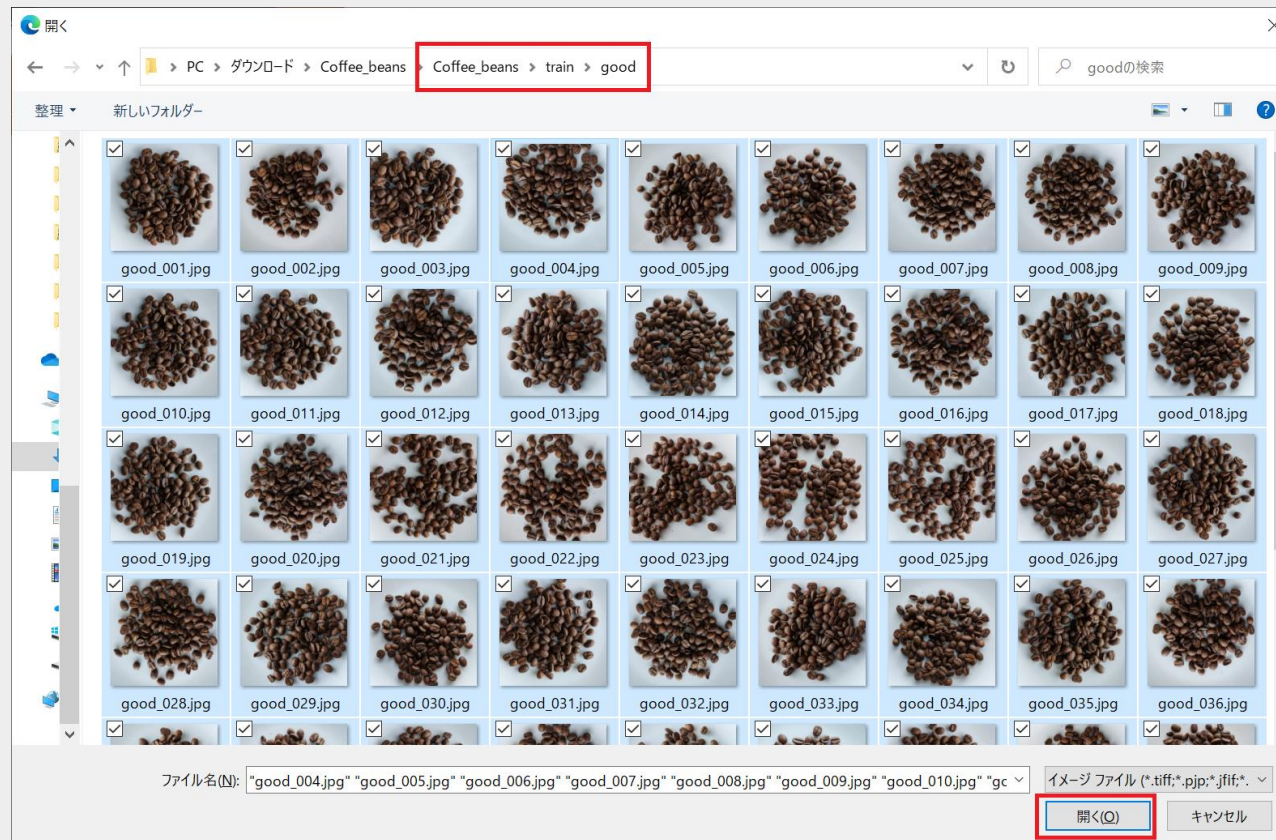 開く
PC > ダウンロード > Coffee_beans > Coffee_beans > train > good
goodの検索
整理
新しいフォルダー
good_001.jpg good_002.jpg good_003.jpg good_004.jpg good_005.jpg good_006.jpg good_007.jpg good_008.jpg good_009.jpg
good_010.jpg good_011.jpg good_012.jpg good_013.jpg good_014.jpg good_015.jpg good_016.jpg good_017.jpg good_018.jpg
good_019.jpg good_020.jpg good_021.jpg good_022.jpg good_023.jpg good_024.jpg good_025.jpg good_026.jpg good_027.jpg
good_028.jpg good_029.jpg good_030.jpg good_031.jpg good_032.jpg good_033.jpg good_034.jpg good_035.jpg good_036.jpg
ファイル名(N): "good_004.jpg" "good_005.jpg" "good_006.jpg" "good_007.jpg" "good_008.jpg" "good_009.jpg" "good_010.jpg" "gc
イメージ ファイル (*.tiff;*.pjp;*.jfif;*.
開く(O)
キャンセル